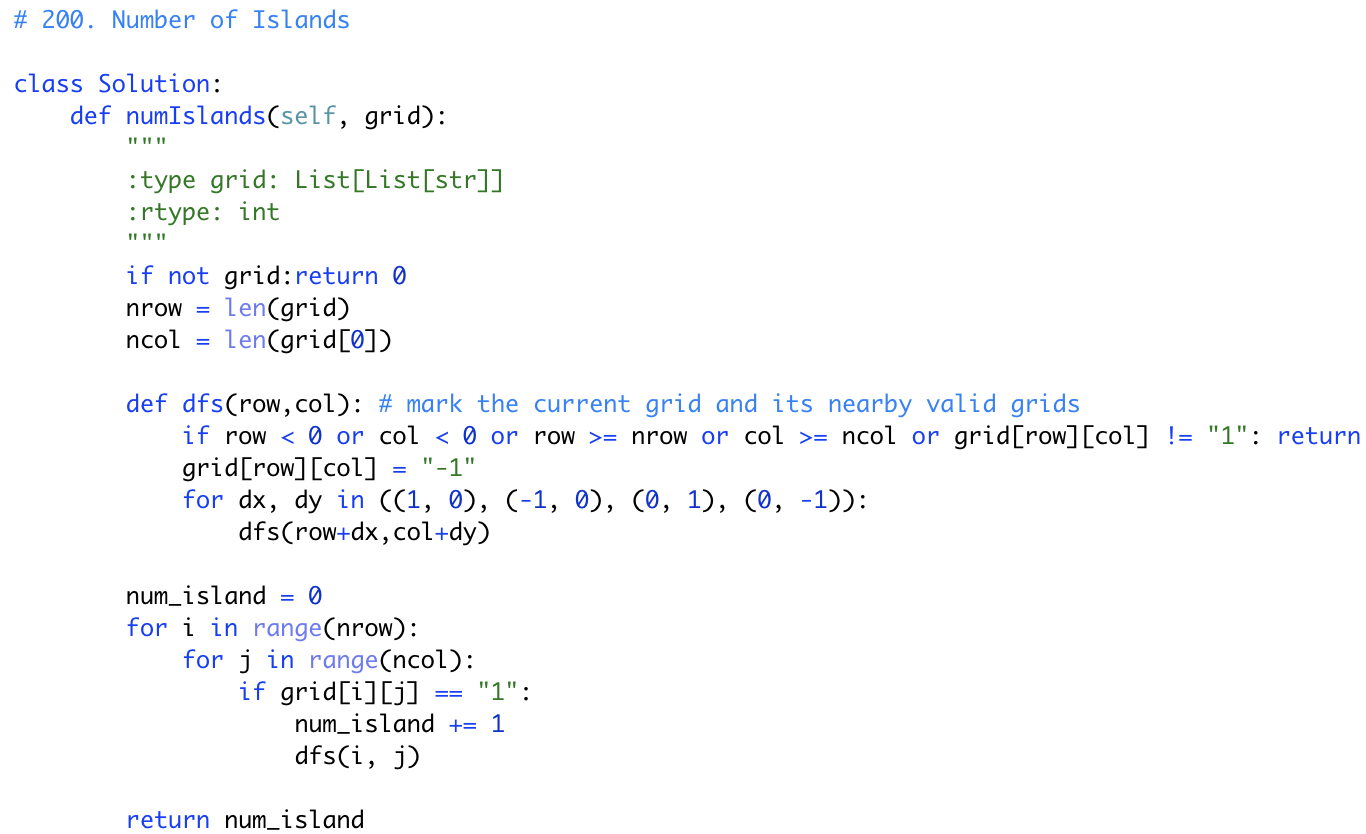 # 200. Number of Islands

class Solution:
    def numIslands(self, grid):
        """
        :type grid: List[List[str]]
        :rtype: int
        """
        if not grid:return 0
        nrow = len(grid)
        ncol = len(grid[0])

        def dfs(row,col): # mark the current grid and its nearby valid grids
            if row < 0 or col < 0 or row >= nrow or col >= ncol or grid[row][col] != "1": return
            grid[row][col] = "-1"
            for dx, dy in ((1, 0), (-1, 0), (0, 1), (0, -1)):
                dfs(row+dx,col+dy)

        num_island = 0
        for i in range(nrow):
            for j in range(ncol):
                if grid[i][j] == "1":
                    num_island += 1
                    dfs(i, j)

        return num_island